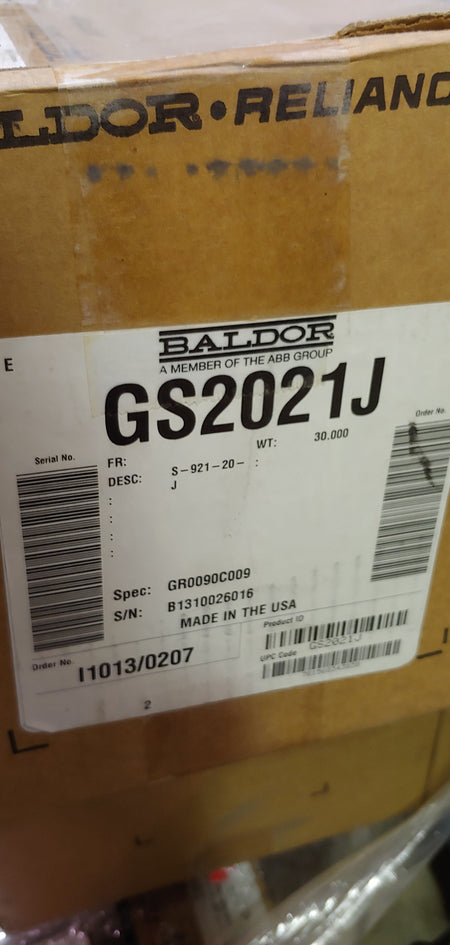 LDOR•RELIANC
BALDOR
A MEMBER OF THE ABB GROUP
E
GS2021J
Serial No.
FR:
WT: 30.000
Order No.
DESC: S-921-20- :
J
:
:
:
:
Spec: GR0090C009
S/N: B1310026016
MADE IN THE USA
Product ID
GS2021J
Order No.
I1013/0207
UPC Code
2